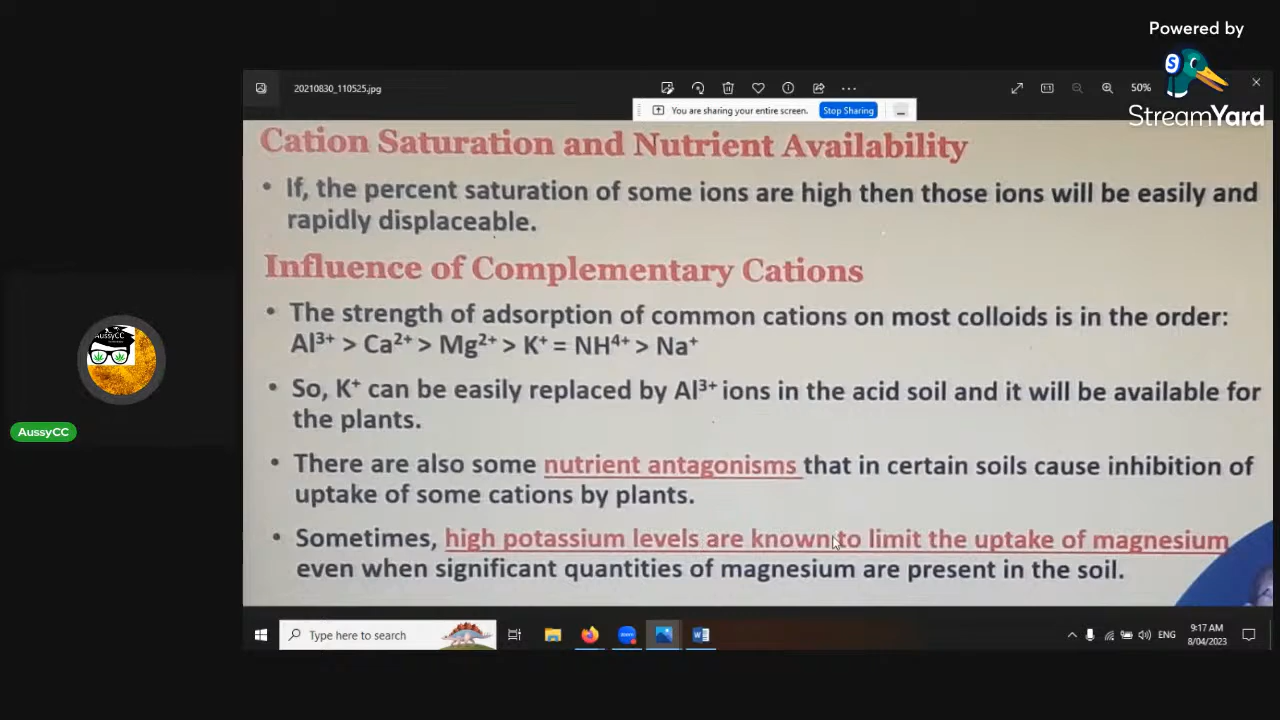 Powered by
StreamYard
20210830_110525.jpg
50%
You are sharing your entire screen.
Stop Sharing
Cation Saturation and Nutrient Availability
• If, the percent saturation of some ions are high then those ions will be easily and
rapidly displaceable.
Influence of Complementary Cations
• The strength of adsorption of common cations on most colloids is in the order:
Al³⁺ > Ca²⁺ > Mg²⁺ > K⁺ = NH⁴⁺ > Na⁺
• So, K⁺ can be easily replaced by Al³⁺ ions in the acid soil and it will be available for
the plants.
• There are also some nutrient antagonisms that in certain soils cause inhibition of
uptake of some cations by plants.
• Sometimes, high potassium levels are known to limit the uptake of magnesium
even when significant quantities of magnesium are present in the soil.
AussyCC
AussyCC
Type here to search
zoom
ENG
9:17 AM
8/04/2023